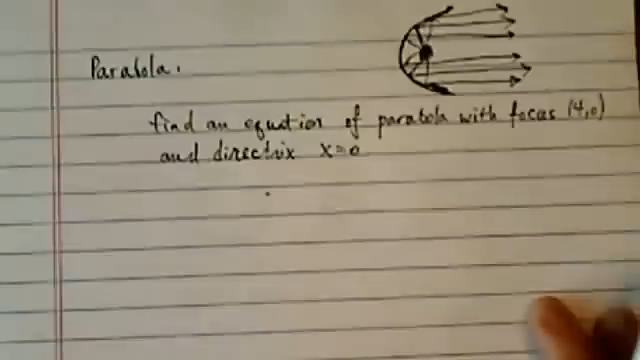 Parabola.
find an equation of parabola with focus (4,0)
and directrix x=0